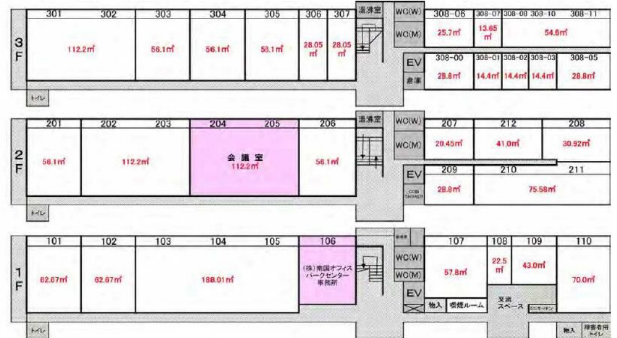 3F
301 302 303 304 305 306 307
112.2㎡ 56.1㎡ 56.1㎡ 56.1㎡ 28.05㎡ 28.05㎡
湯沸室
WC(W)
WC(M)
EV
倉庫
308-06 308-07 308-08 308-10 308-11
25.7㎡ 13.65㎡ 54.6㎡
308-00 308-01 308-02 308-03 308-05
28.8㎡ 14.4㎡ 14.4㎡ 14.4㎡ 28.8㎡
トイレ
2F
201 202 203 204 205 206
56.1㎡ 112.2㎡ 会議室 112.2㎡ 56.1㎡
湯沸室
WC(W)
WC(M)
EV
207 212 208
20.45㎡ 41.0㎡ 30.92㎡
209 210 211
28.8㎡ 75.58㎡
トイレ
1F
101 102 103 104 105 106
62.67㎡ 62.67㎡ 188.01㎡
(株)南国オフィス
パークセンター
事務所
WC(W)
WC(M)
EV
107 108 109 110
57.8㎡ 22.5㎡ 43.0㎡ 70.0㎡
物入 喫煙ルーム
交流
スペース
トイレ
物入 障害者用
トイレ